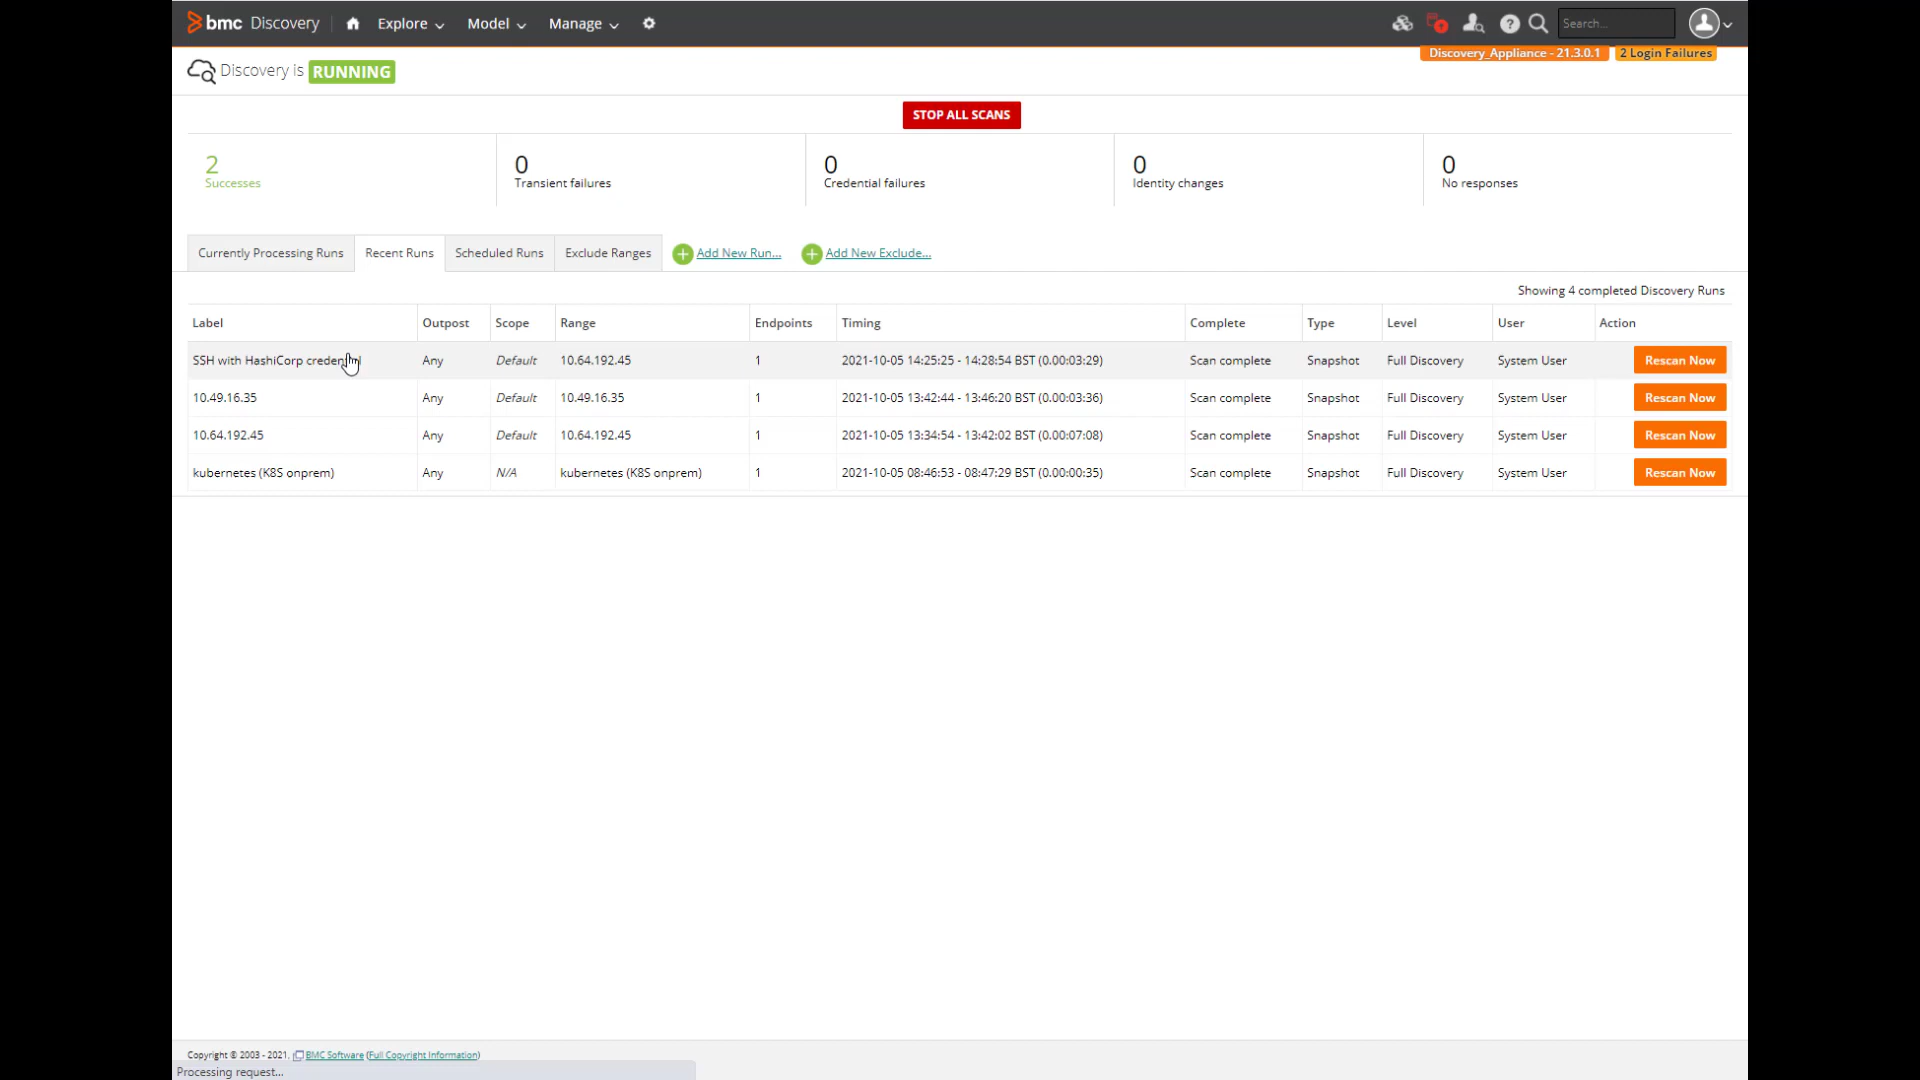 bmc Discovery Explore Model Manage Search...
Discovery_Appliance - 21.3.0.1 2 Login Failures
Discovery is RUNNING
STOP ALL SCANS
2 0 0 0 0
Successes Transient failures Credential failures Identity changes No responses
Currently Processing Runs Recent Runs Scheduled Runs Exclude Ranges Add New Run... Add New Exclude...
Showing 4 completed Discovery Runs
Label Outpost Scope Range Endpoints Timing Complete Type Level User Action
SSH with HashiCorp Any Default 10.64.192.45 1 2021-10-05 14:25:25 - 14:28:54 BST (0.00:03:29) Scan complete Snapshot Full Discovery System User Rescan Now
10.49.16.35 Any Default 10.49.16.35 1 2021-10-05 13:42:44 - 13:46:20 BST (0.00:03:36) Scan complete Snapshot Full Discovery System User Rescan Now
10.64.192.45 Any Default 10.64.192.45 1 2021-10-05 13:34:54 - 13:42:02 BST (0.00:07:08) Scan complete Snapshot Full Discovery System User Rescan Now
kubernetes (K8S onprem) Any N/A kubernetes (K8S onprem) 1 2021-10-05 08:46:53 - 08:47:29 BST (0.00:00:35) Scan complete Snapshot Full Discovery System User Rescan Now
Copyright © 2003 - 2021, BMC Software (Full Copyright Information)
Processing request...